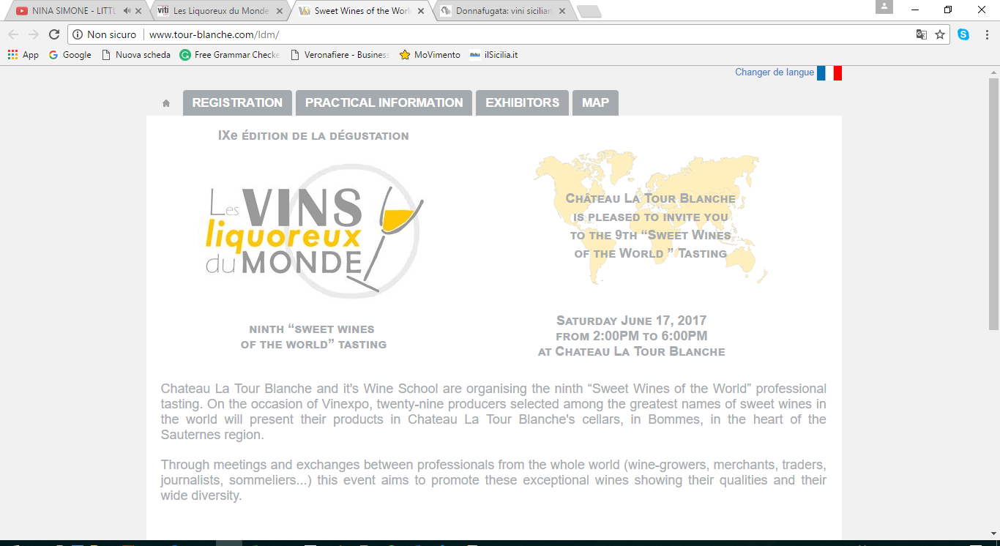 NINA SIMONE - LITTL
Les Liquoreux du Monde
Sweet Wines of the Worl
Donnafugata: vini sicilian
Non sicuro www.tour-blanche.com/ldm/
App Google Nuova scheda Free Grammar Checke Veronafiere - Business MoVimento ilSicilia.it
Changer de langue
REGISTRATION PRACTICAL INFORMATION EXHIBITORS MAP
IXe ÉDITION DE LA DÉGUSTATION
Les VINS
liquoreux
du MONDE
NINTH “SWEET WINES
OF THE WORLD” TASTING
CHÂTEAU LA TOUR BLANCHE
IS PLEASED TO INVITE YOU
TO THE 9TH “SWEET WINES
OF THE WORLD ” TASTING
SATURDAY JUNE 17, 2017
FROM 2:00PM TO 6:00PM
AT CHATEAU LA TOUR BLANCHE
Chateau La Tour Blanche and it's Wine School are organising the ninth “Sweet Wines of the World” professional
tasting. On the occasion of Vinexpo, twenty-nine producers selected among the greatest names of sweet wines in
the world will present their products in Chateau La Tour Blanche's cellars, in Bommes, in the heart of the
Sauternes region.
Through meetings and exchanges between professionals from the whole world (wine-growers, merchants, traders,
journalists, sommeliers...) this event aims to promote these exceptional wines showing their qualities and their
wide diversity.